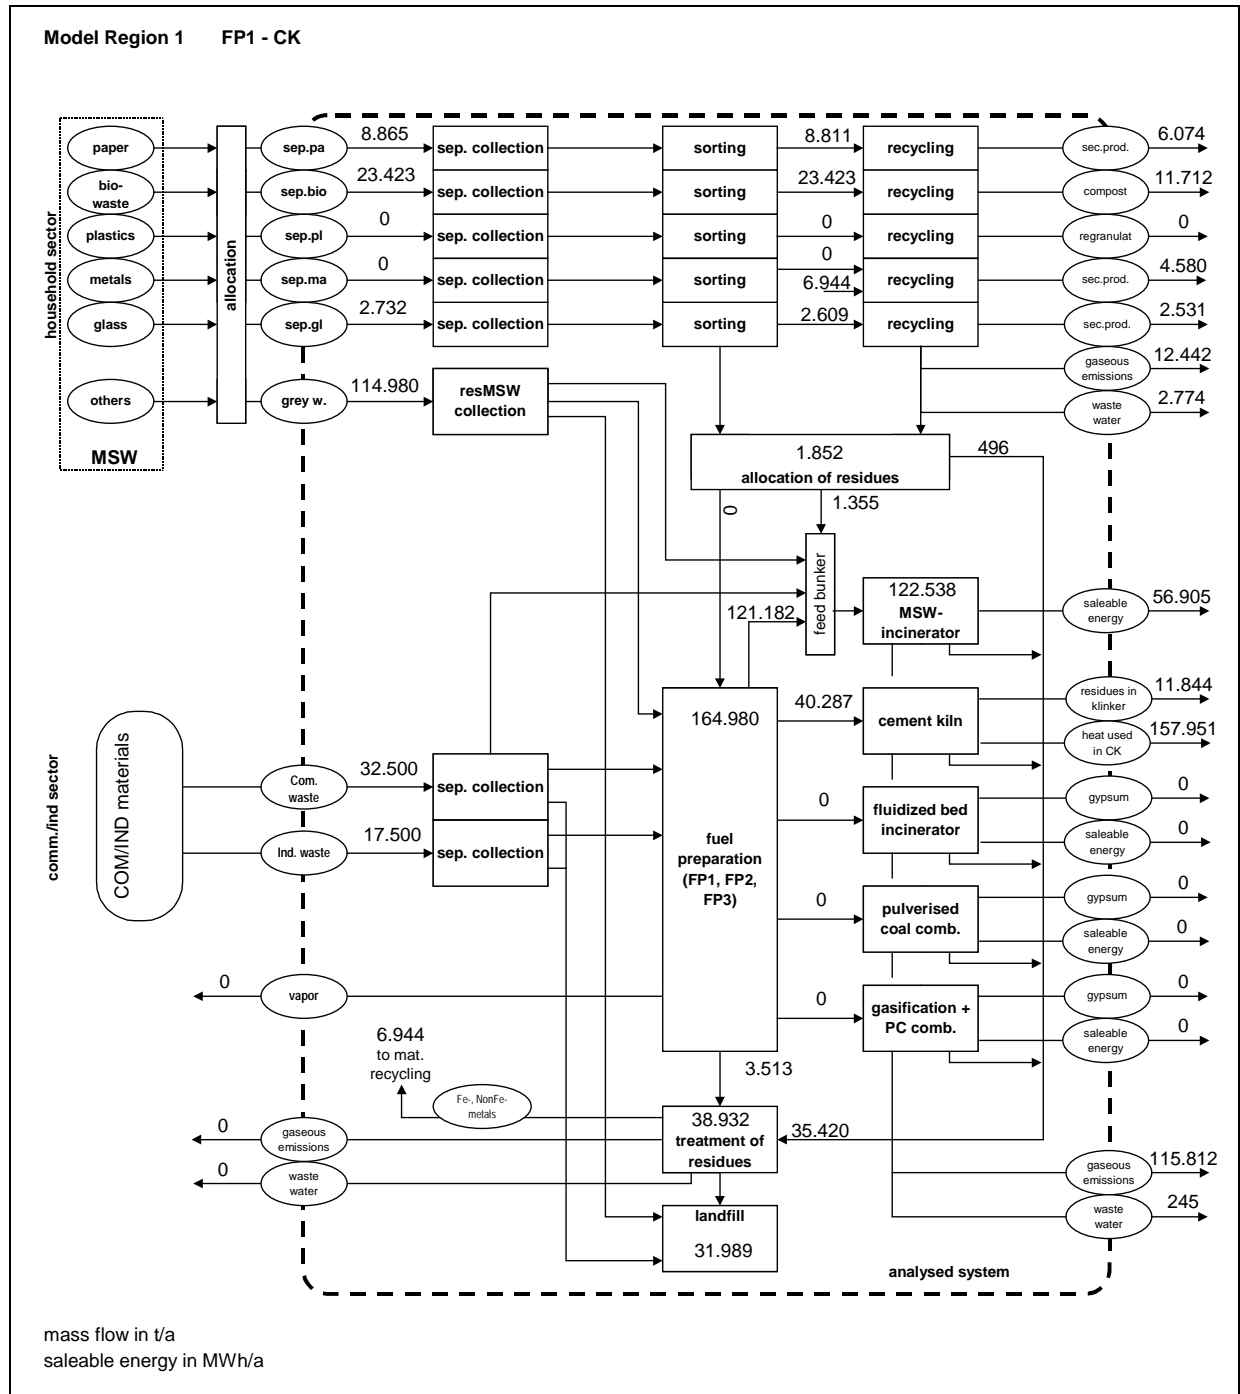 Model Region 1 FP1 - CK
household sector
paper
bio-
waste
plastics
metals
glass
others
MSW
allocation
sep.pa
8.865
sep. collection
sorting
8.811
recycling
sec.prod.
6.074
sep.bio
23.423
sep. collection
sorting
23.423
recycling
compost
11.712
sep.pl
0
sep. collection
sorting
0
recycling
regranulat
0
sep.ma
0
sep. collection
sorting
0
6.944
recycling
sec.prod.
4.580
sep.gl
2.732
sep. collection
sorting
2.609
recycling
sec.prod.
2.531
gaseous
emissions
12.442
grey w.
114.980
resMSW
collection
waste
water
2.774
1.852
allocation of residues
496
0
1.355
feed bunker
121.182
122.538
MSW-
incinerator
saleable
energy
56.905
164.980
fuel
preparation
(FP1, FP2,
FP3)
40.287
cement kiln
residues in
klinker
11.844
heat used
in CK
157.951
comm./ind sector
COM/IND materials
Com.
waste
32.500
sep. collection
Ind. waste
17.500
sep. collection
0
fluidized bed
incinerator
gypsum
0
saleable
energy
0
0
pulverised
coal comb.
gypsum
0
saleable
energy
0
0
vapor
0
gasification +
PC comb.
gypsum
0
saleable
energy
0
6.944
to mat.
recycling
3.513
Fe-, NonFe-
metals
38.932
treatment of
residues
35.420
0
gaseous
emissions
0
waste
water
landfill
31.989
gaseous
emissions
115.812
waste
water
245
analysed system
mass flow in t/a
saleable energy in MWh/a